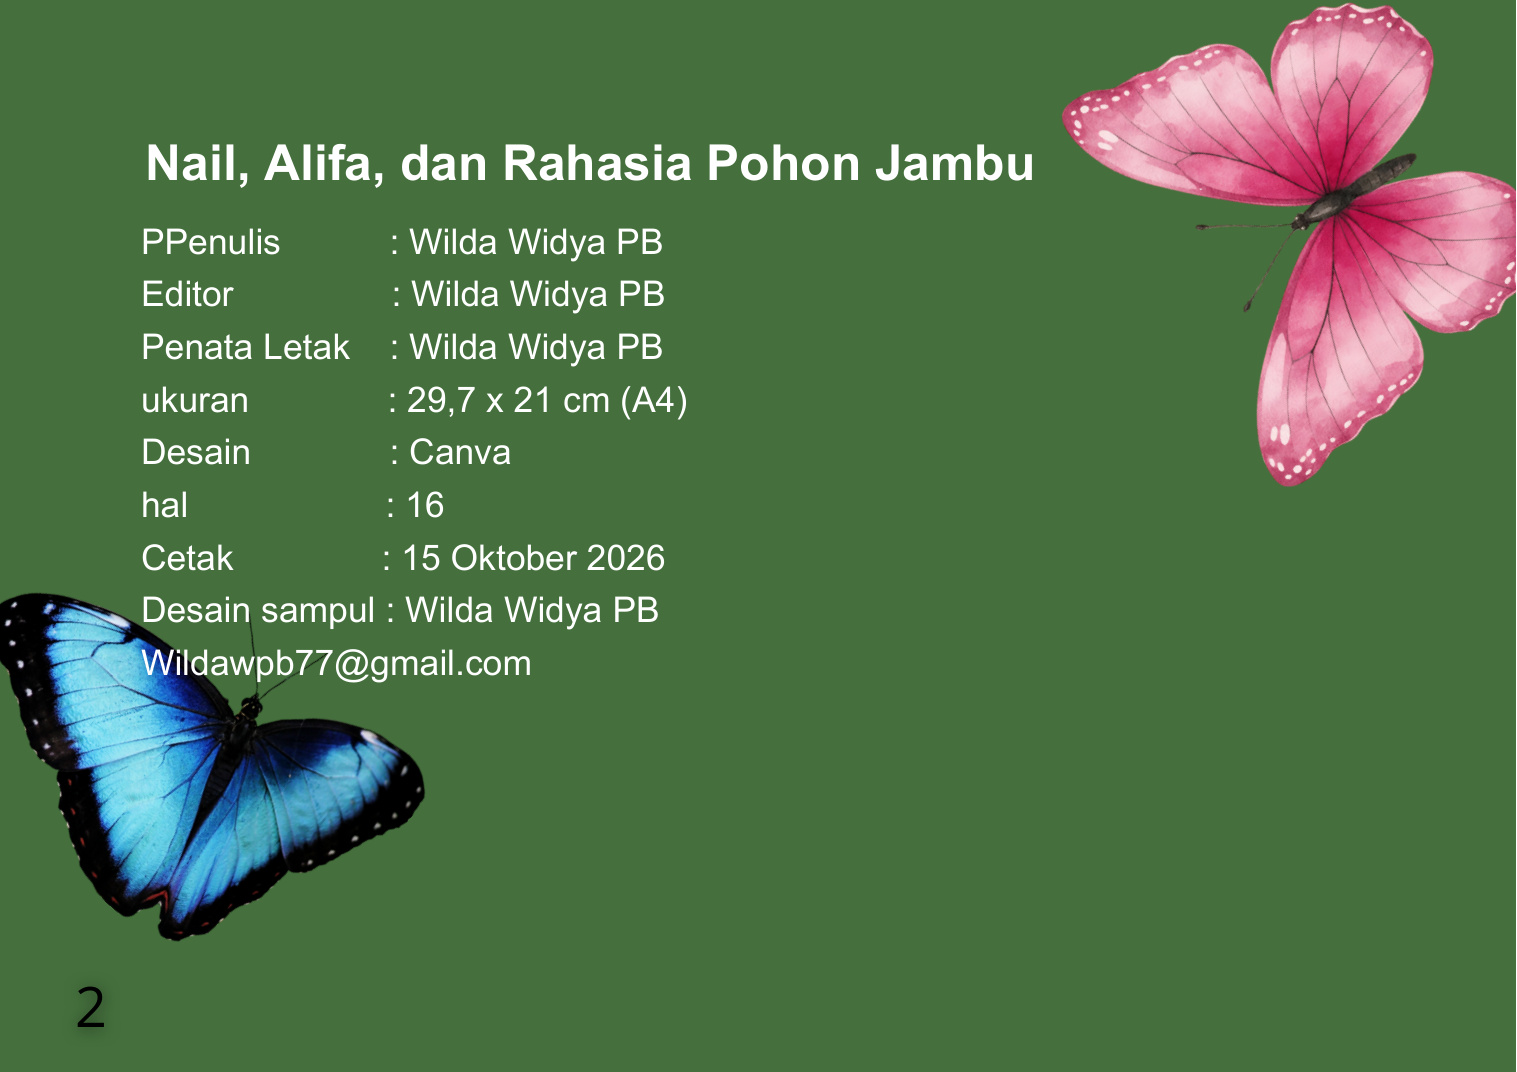 Nail, Alifa, dan Rahasia Pohon Jambu
PPenulis : Wilda Widya PB
Editor : Wilda Widya PB
Penata Letak : Wilda Widya PB
ukuran : 29,7 x 21 cm (A4)
Desain : Canva
hal : 16
Cetak : 15 Oktober 2026
Desain sampul : Wilda Widya PB
Wildawpb77@gmail.com
2